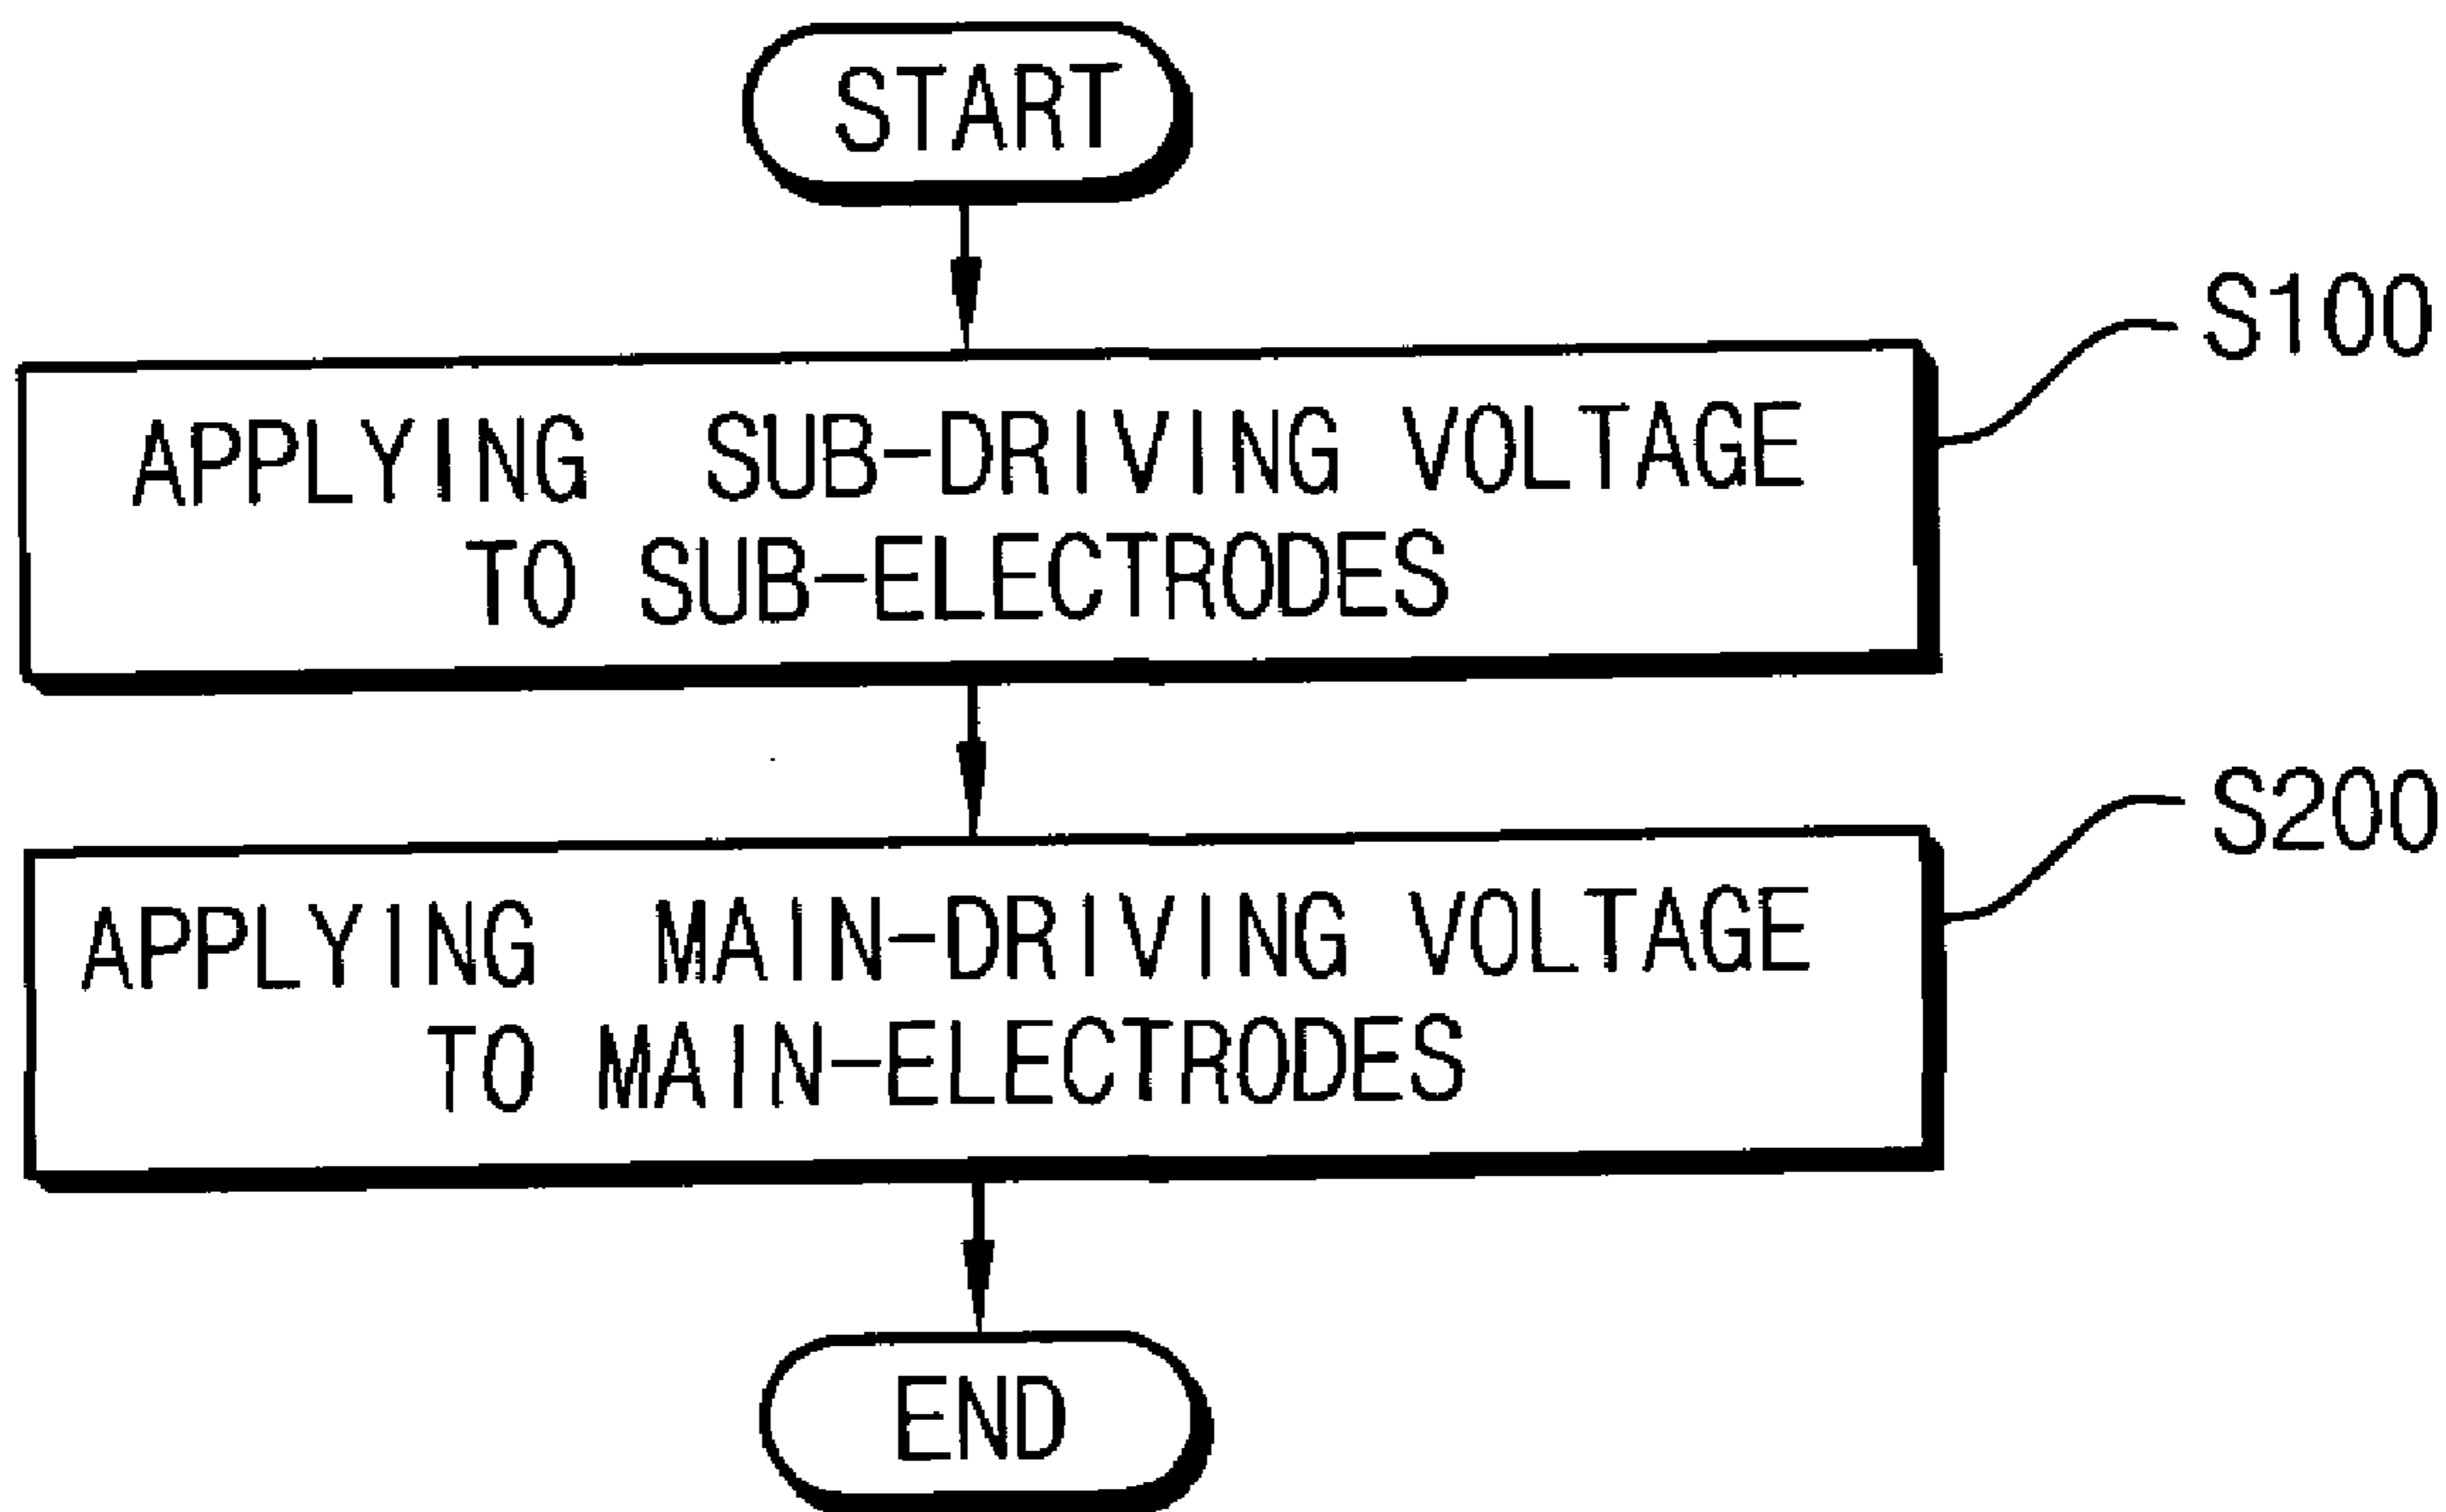 START
S100
APPLYING SUB-DRIVING VOLTAGE
TO SUB-ELECTRODES
S200
APPLYING MAIN-DRIVING VOLTAGE
TO MAIN-ELECTRODES
END